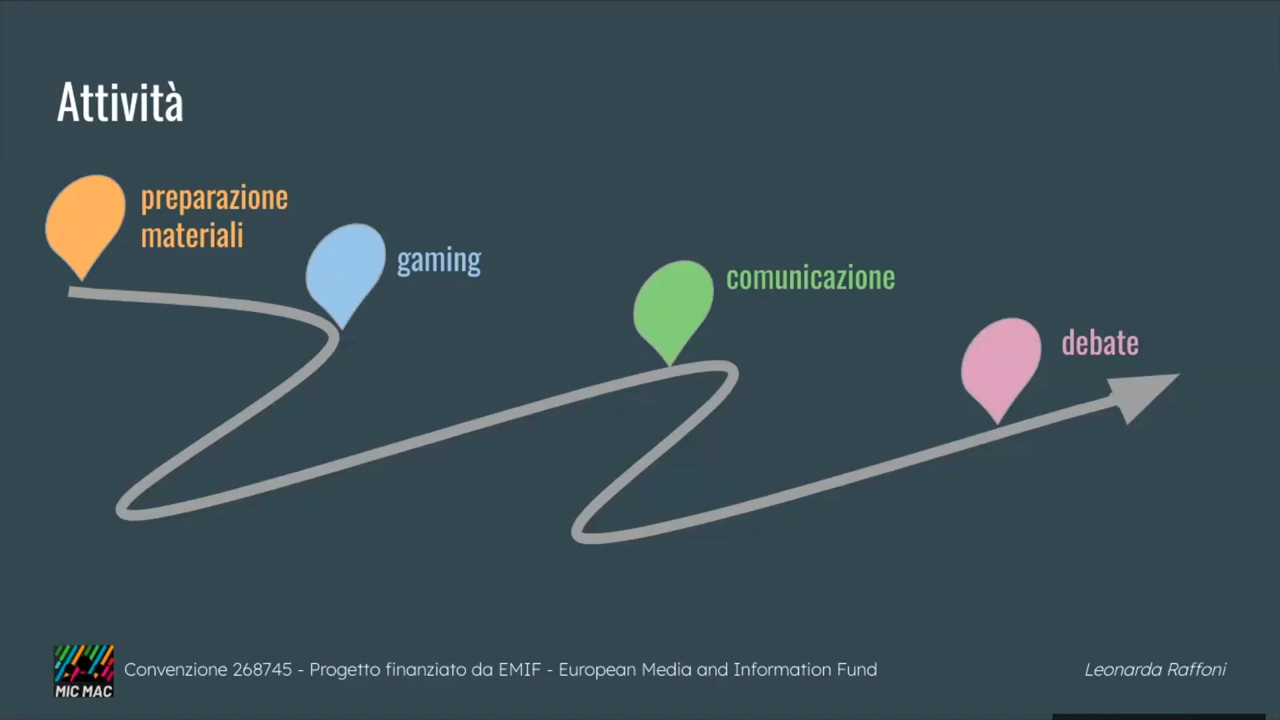 Attività
preparazione
materiali
gaming
comunicazione
debate
MIC MAC
Convenzione 268745 - Progetto finanziato da EMIF - European Media and Information Fund
Leonarda Raffoni